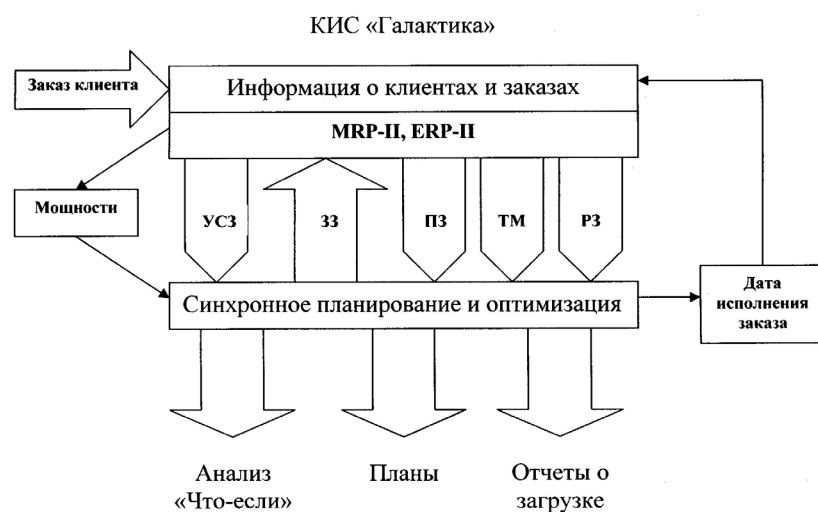 КИС «Галактика»
Заказ клиента
Информация о клиентах и заказах
MRP-II, ERP-II
Мощности
УСЗ
ЗЗ
ПЗ
ТМ
РЗ
Синхронное планирование и оптимизация
Дата
исполнения
заказа
Анализ
«Что-если»
Планы
Отчеты о
загрузке